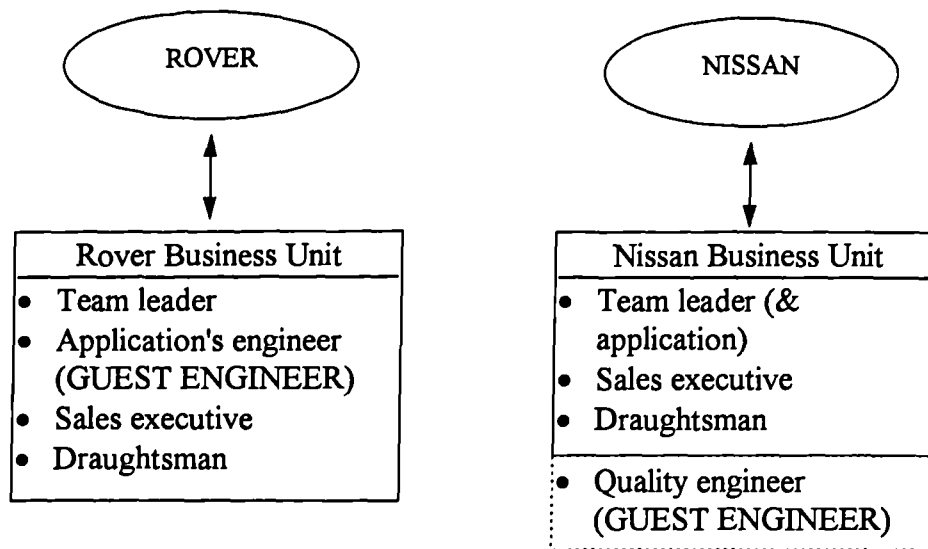 ROVER
Rover Business Unit
• Team leader
• Application's engineer
(GUEST ENGINEER)
• Sales executive
• Draughtsman
NISSAN
Nissan Business Unit
• Team leader (&
application)
• Sales executive
• Draughtsman
• Quality engineer
(GUEST ENGINEER)